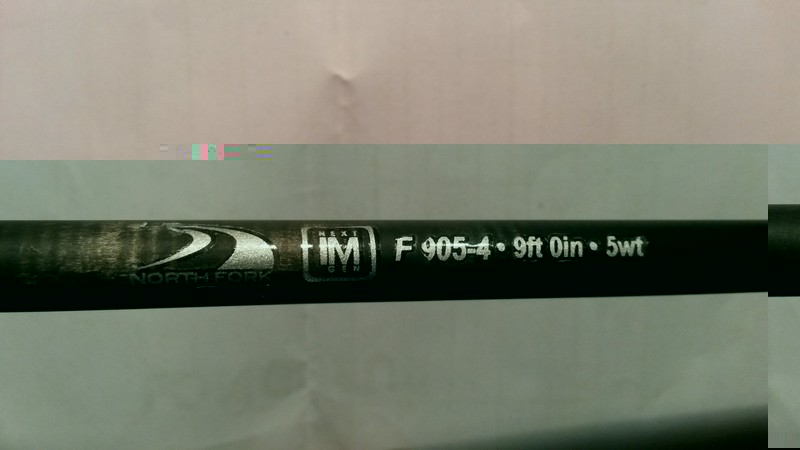 NORTH FORK
NEXT
IM
GEN
F 905-4 • 9ft 0in • 5wt